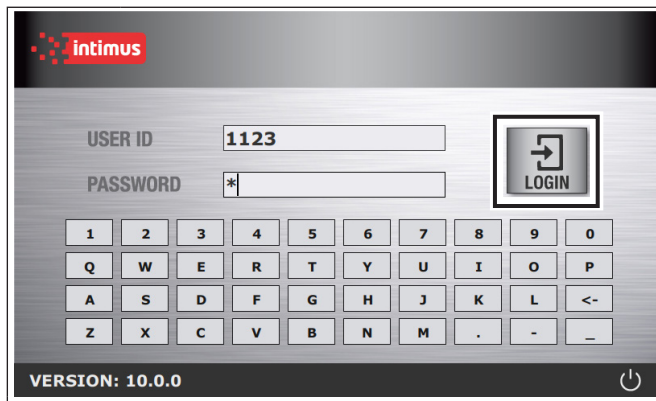 intimus
USER ID 1123
PASSWORD *
LOGIN
1 2 3 4 5 6 7 8 9 0
Q W E R T Y U I O P
A S D F G H J K L <-
Z X C V B N M . - _
VERSION: 10.0.0